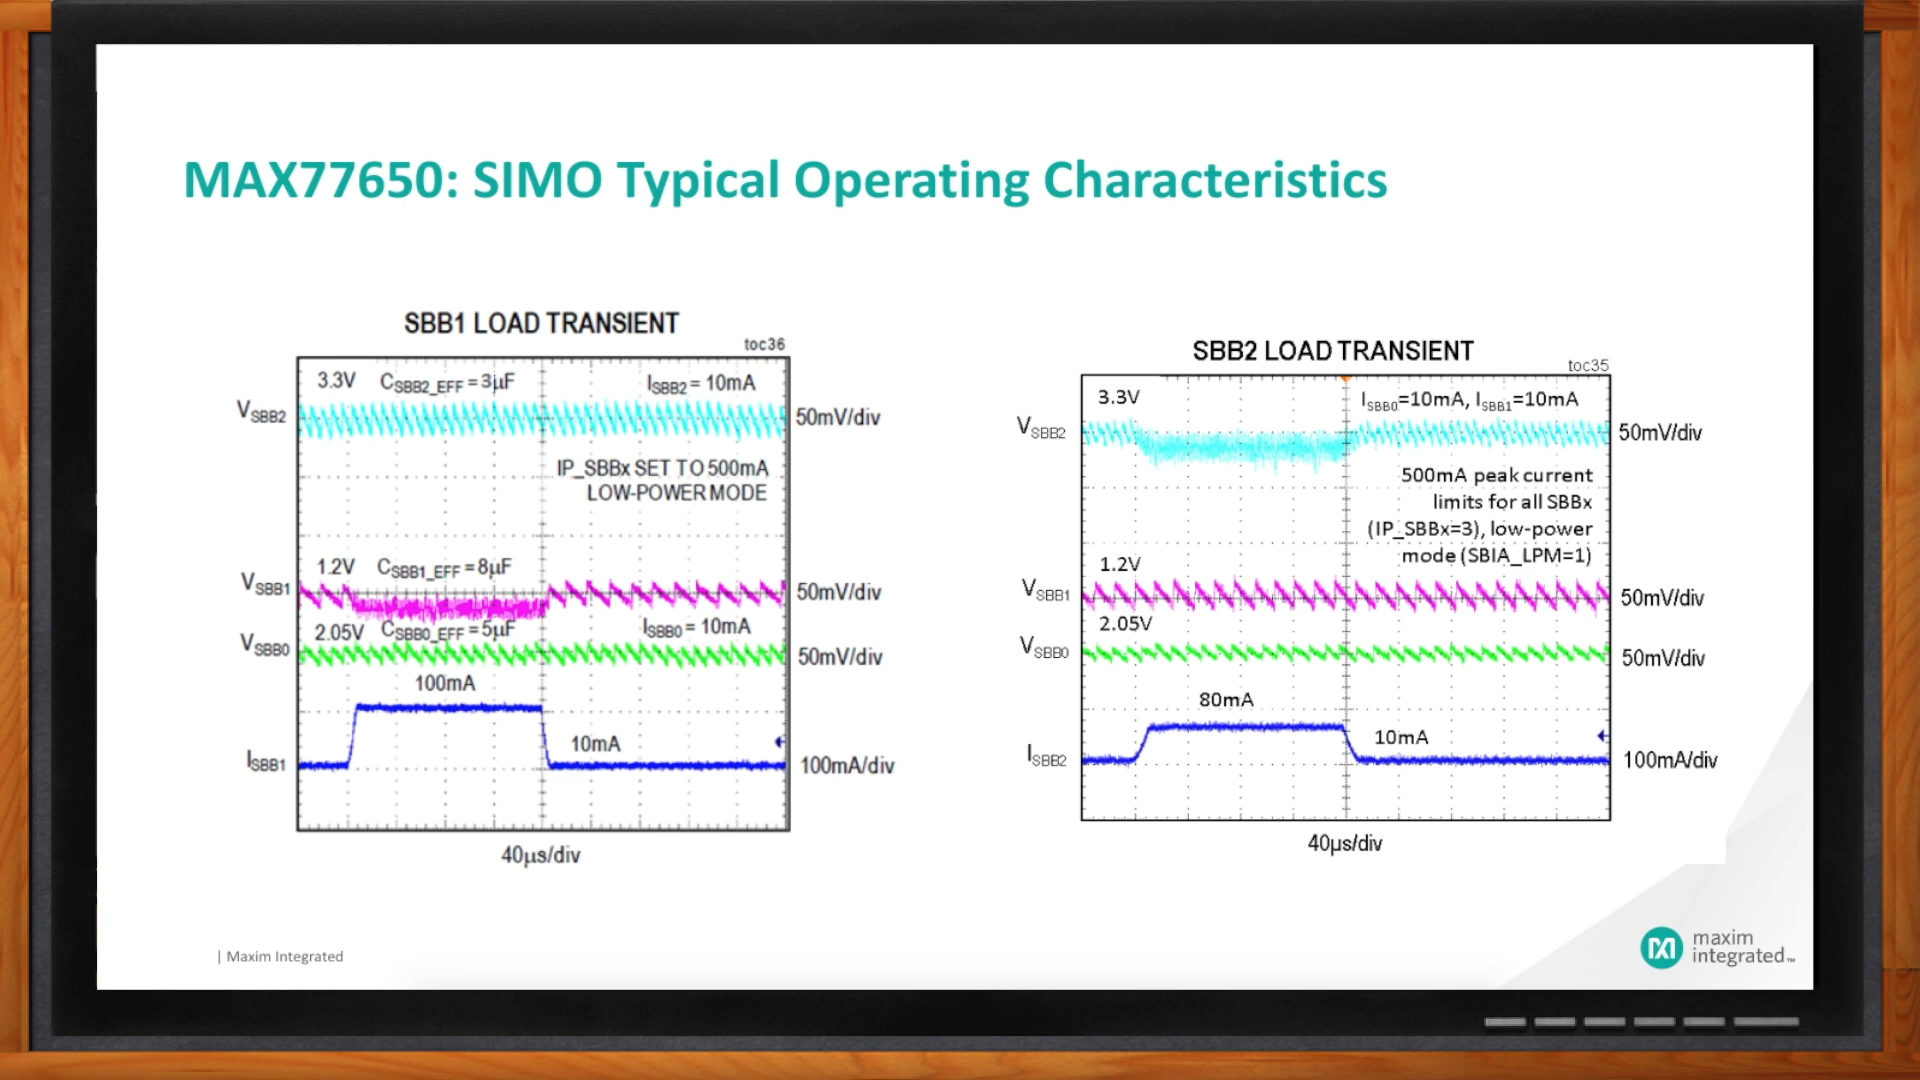 MAX77650: SIMO Typical Operating Characteristics
SBB1 LOAD TRANSIENT
toc36
3.3V CSBB2_EFF = 3µF ISBB2 = 10mA
VSBB2 50mV/div
IP_SBBx SET TO 500mA
LOW-POWER MODE
1.2V CSBB1_EFF = 8µF
VSBB1 50mV/div
2.05V CSBB0_EFF = 5µF ISBB0 = 10mA
VSBB0 50mV/div
100mA
10mA
ISBB1 100mA/div
40µs/div
SBB2 LOAD TRANSIENT
toc35
3.3V ISBB0=10mA, ISBB1=10mA
VSBB2 50mV/div
500mA peak current
limits for all SBBx
(IP_SBBx=3), low-power
mode (SBIA_LPM=1)
1.2V
VSBB1 50mV/div
2.05V
VSBB0 50mV/div
80mA
10mA
ISBB2 100mA/div
40µs/div
| Maxim Integrated
maxim
integrated™